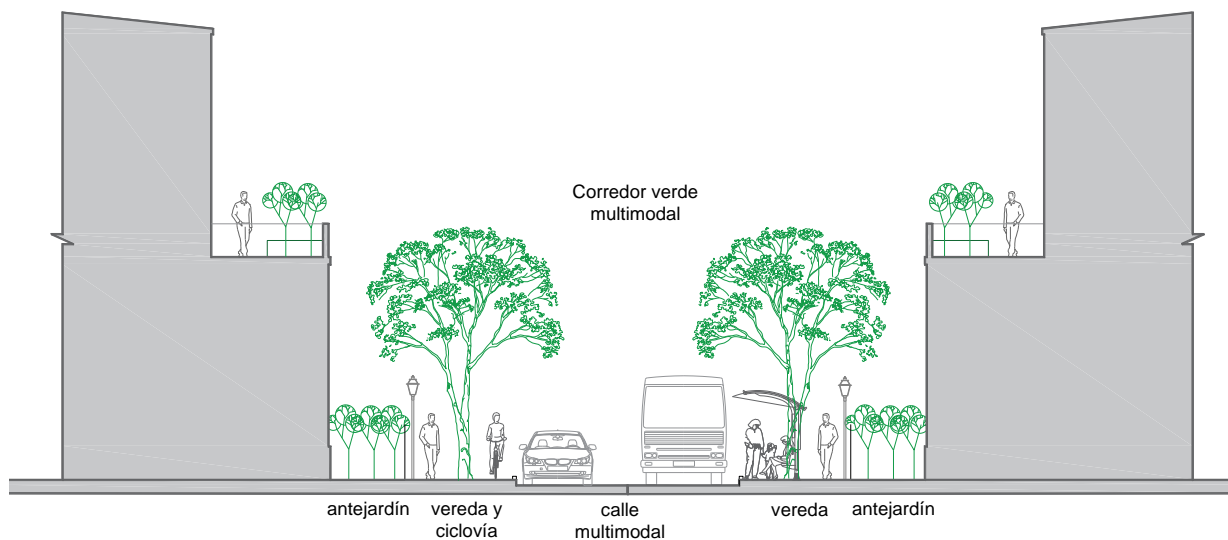 Corredor verde
multimodal
antejardín
vereda y
ciclovía
calle
multimodal
vereda
antejardín